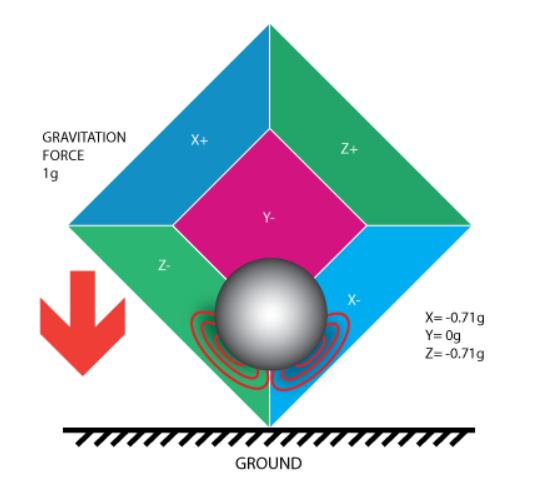 GRAVITATION
FORCE
1g
X+
Z+
Y-
Z-
X-
X= -0.71g
Y= 0g
Z= -0.71g
GROUND